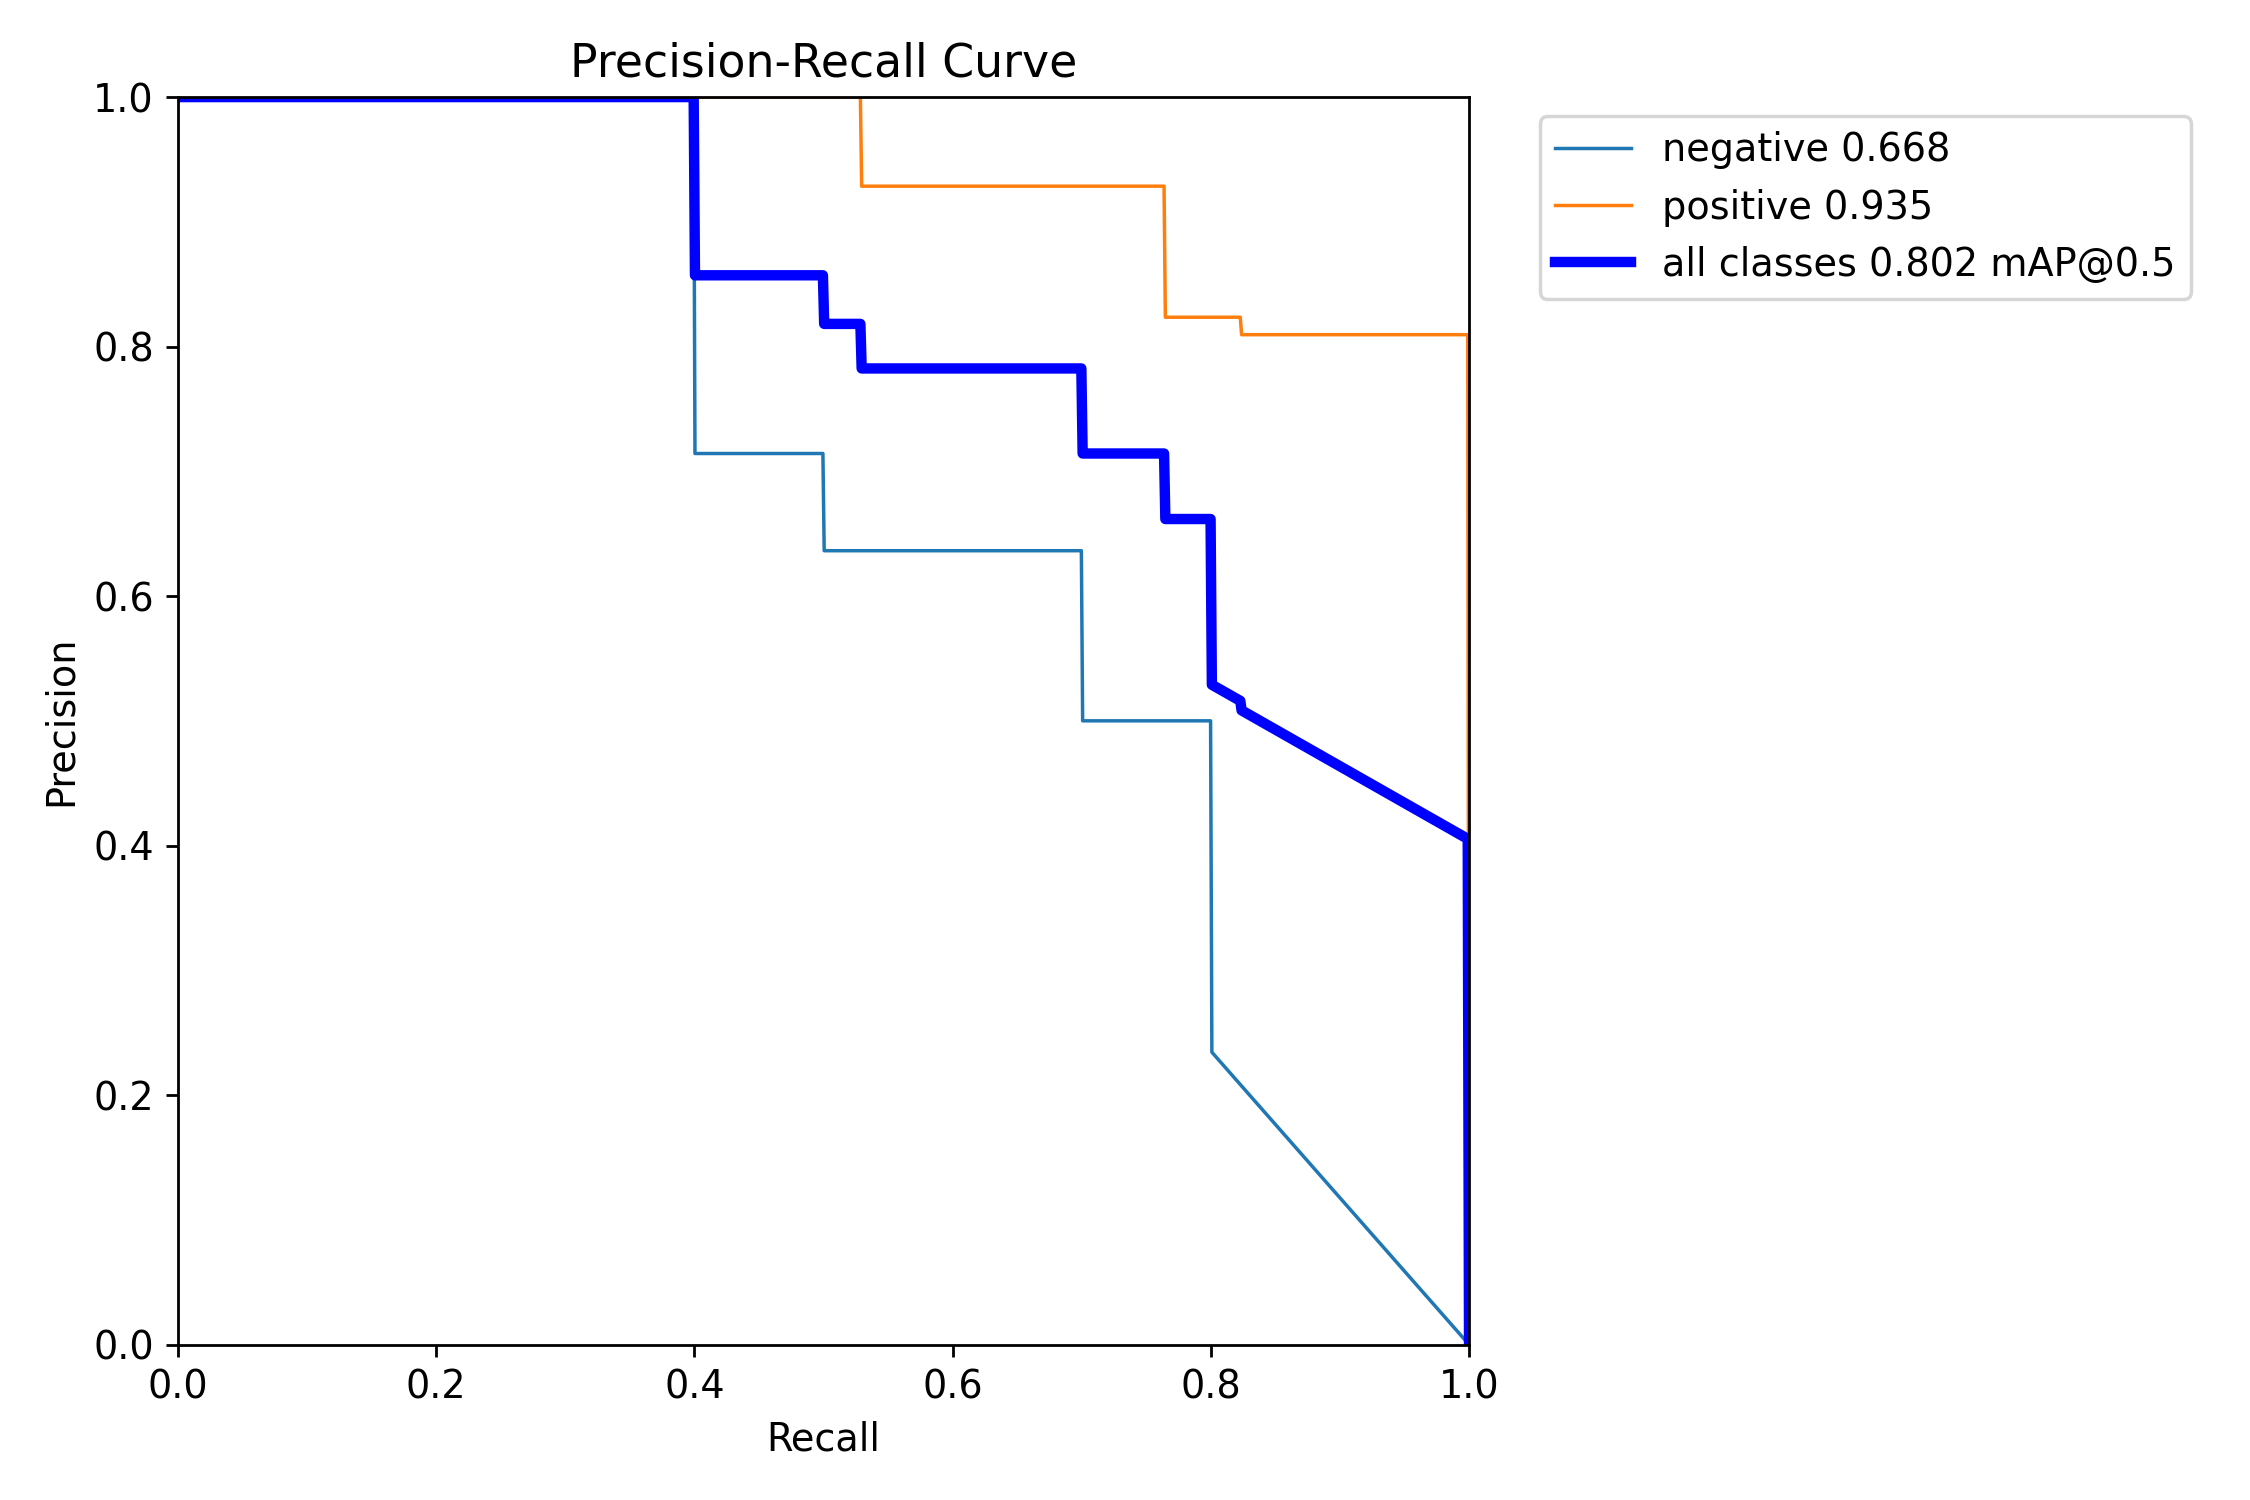 Precision-Recall Curve
negative 0.668
positive 0.935
all classes 0.802 mAP@0.5
Precision
1.0
0.8
0.6
0.4
0.2
0.0
0.0 0.2 0.4 0.6 0.8 1.0
Recall